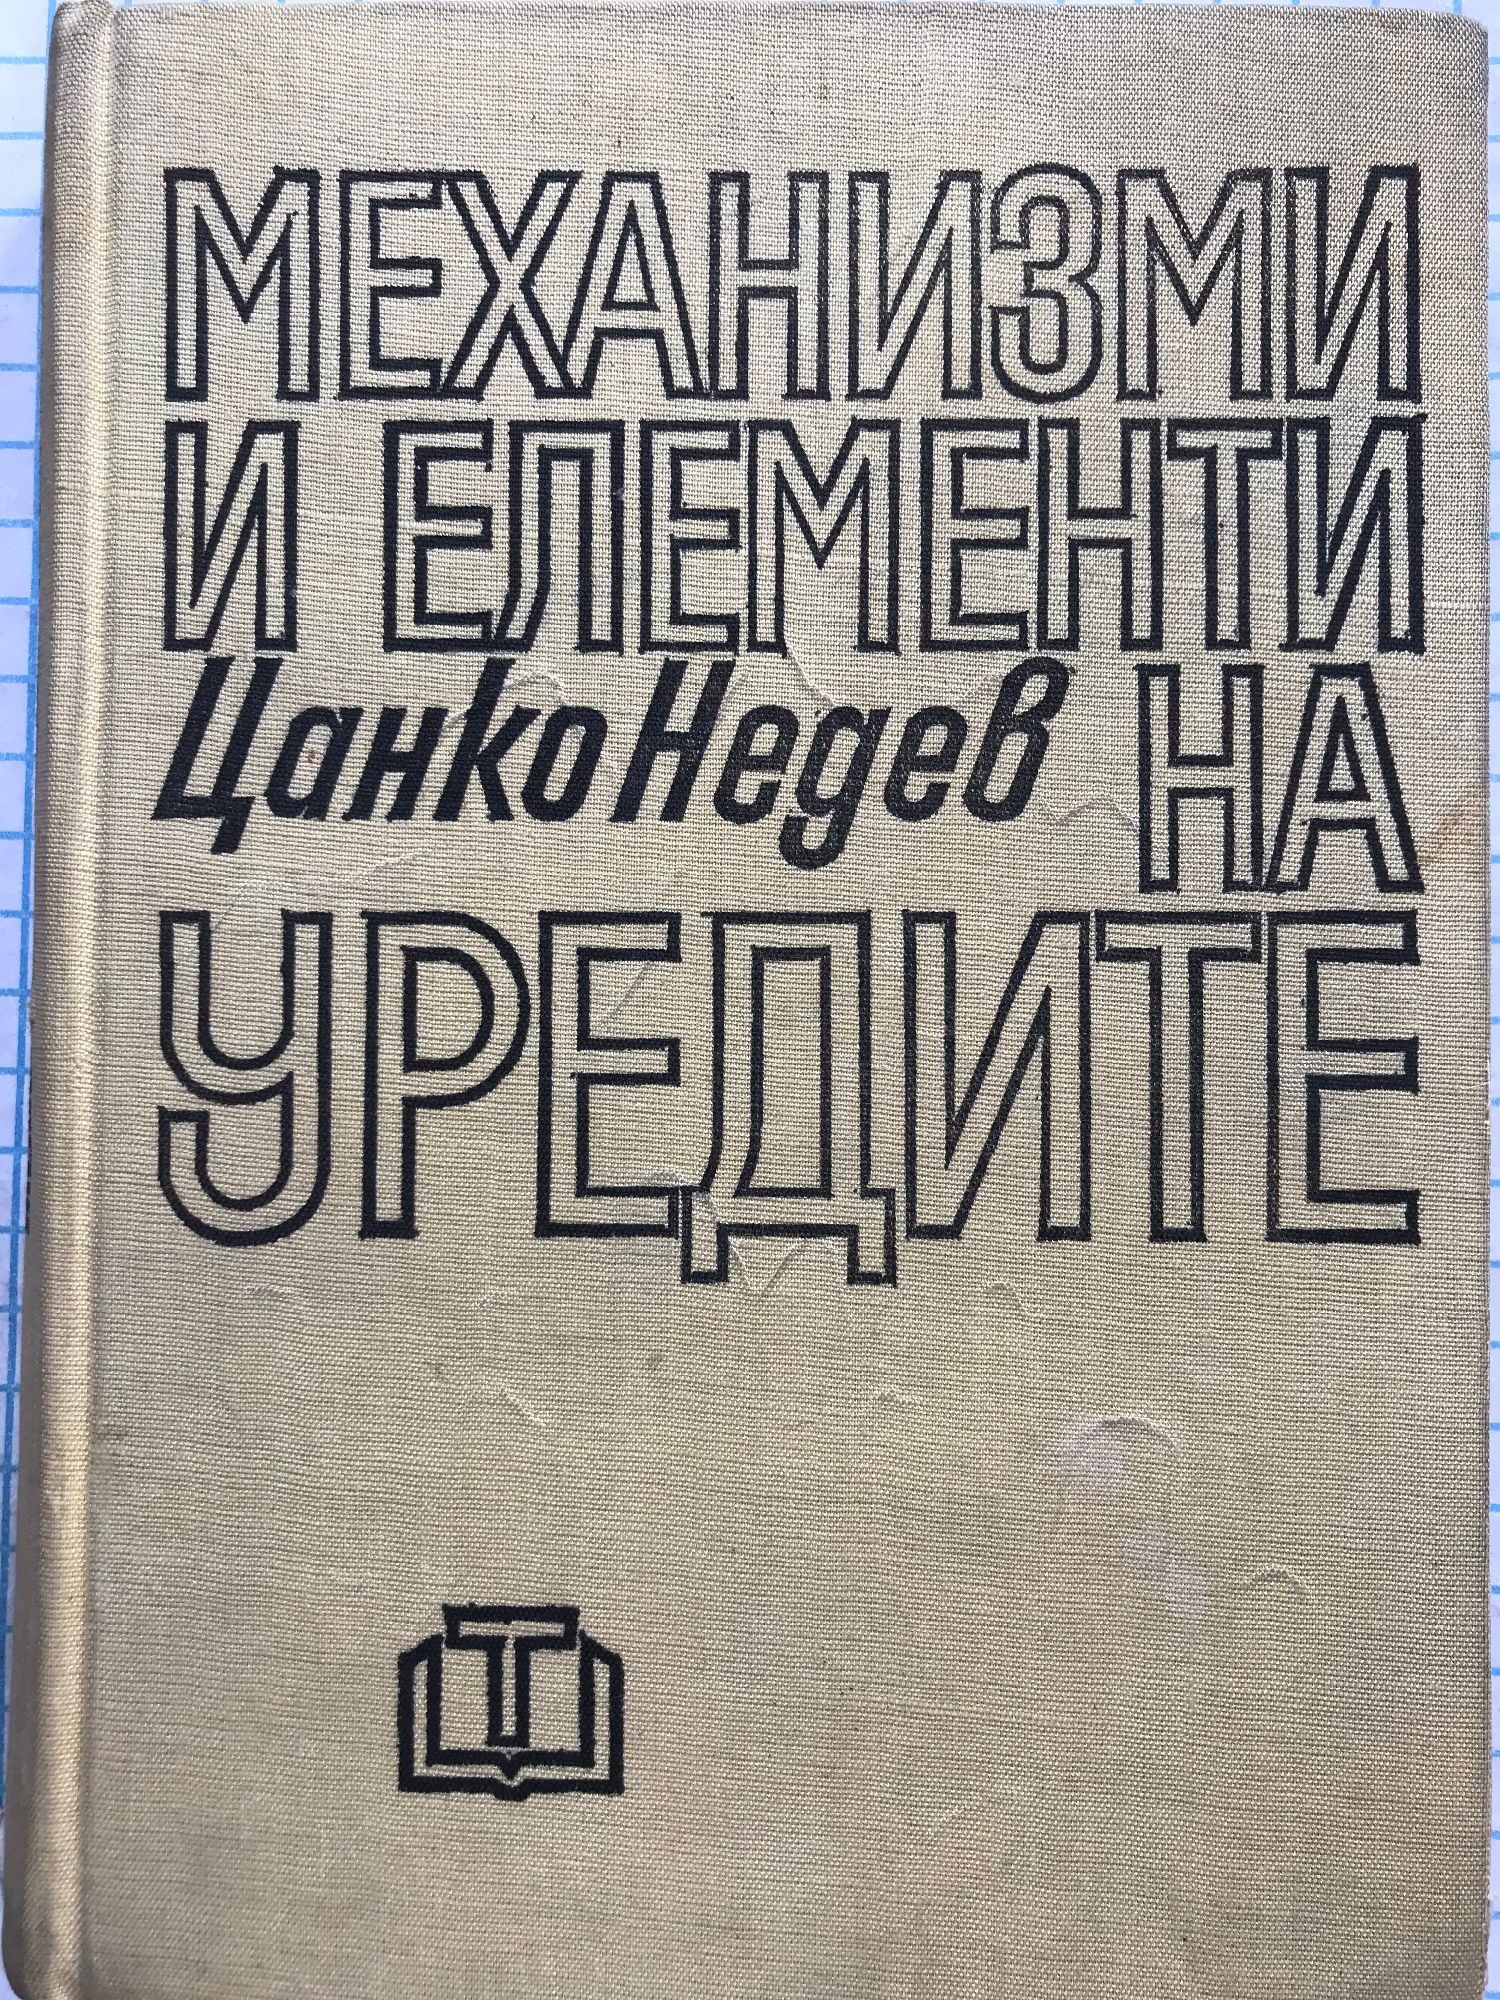 МЕХАНИЗМИ
И ЕЛЕМЕНТИ
Цанко Недев НА
УРЕДИТЕ
Т